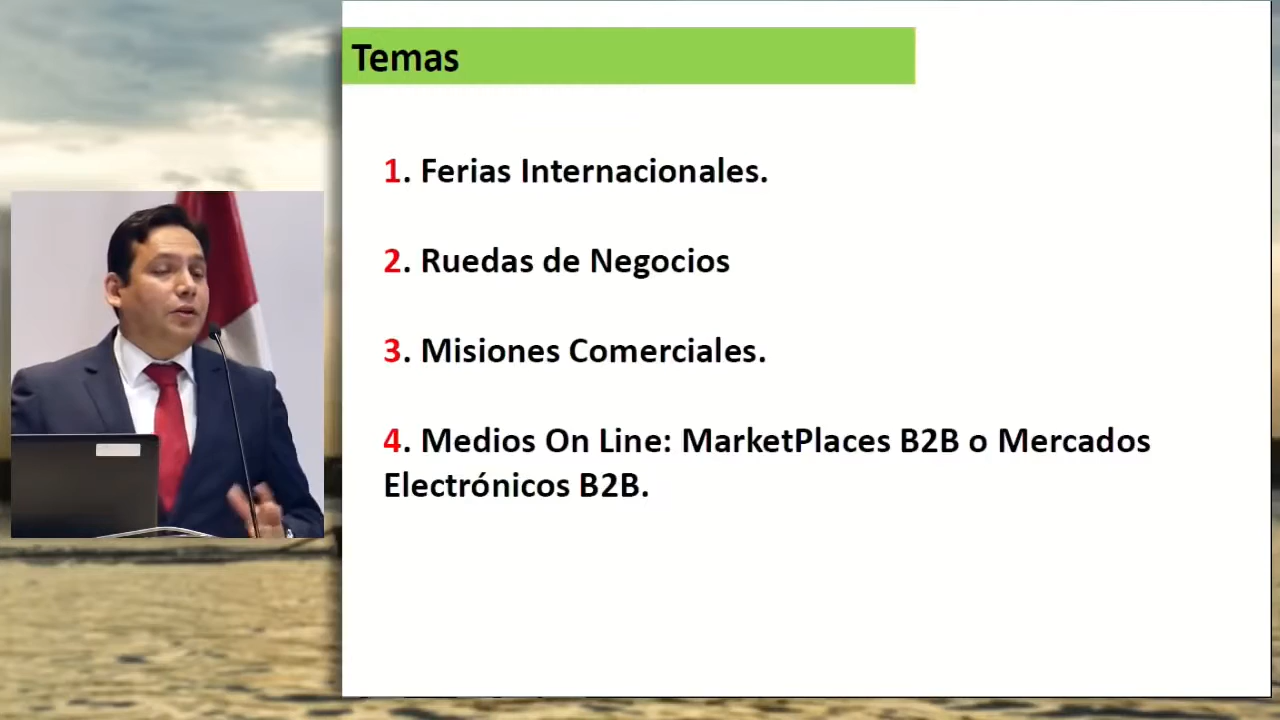 Temas
1. Ferias Internacionales.
2. Ruedas de Negocios
3. Misiones Comerciales.
4. Medios On Line: MarketPlaces B2B o Mercados
Electrónicos B2B.